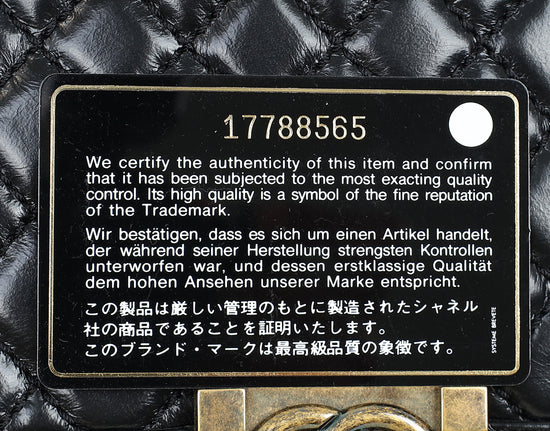 17788565
We certify the authenticity of this item and confirm
that it has been subjected to the most exacting quality
control. Its high quality is a symbol of the fine reputation
of the Trademark.
Wir bestätigen, dass es sich um einen Artikel handelt,
der während seiner Herstellung strengsten Kontrollen
unterworfen war, und dessen erstklassige Qualität
dem hohen Ansehen unserer Marke entspricht.
この製品は厳しい管理のもとに製造されたシャネル
社の商品であることを証明いたします。
このブランド・マークは最高級品質の象徴です。
SYSTEME BREVETE